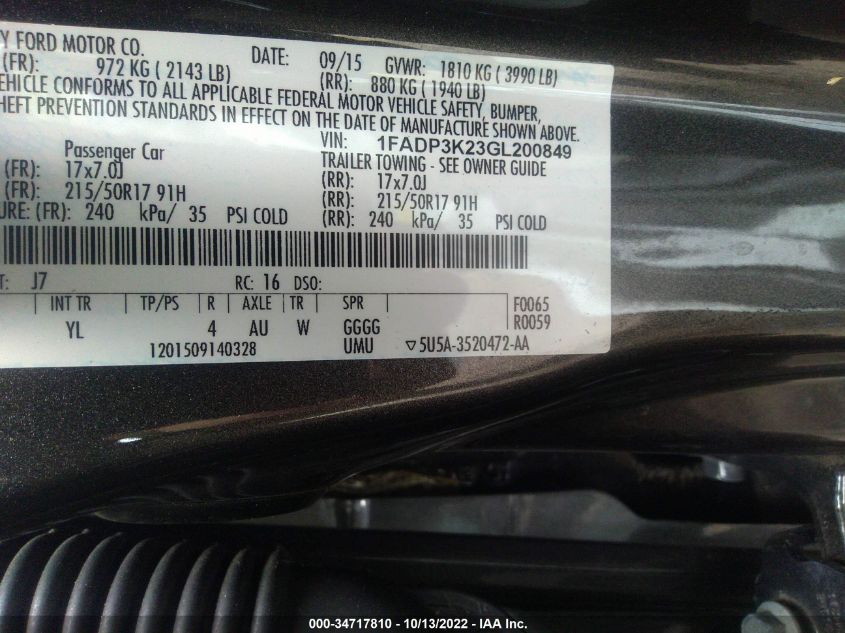 Y FORD MOTOR CO.
DATE: 09/15 GVWR: 1810 KG ( 3990 LB)
(FR): 972 KG ( 2143 LB) (RR): 880 KG ( 1940 LB)
EHICLE CONFORMS TO ALL APPLICABLE FEDERAL MOTOR VEHICLE SAFETY, BUMPER,
HEFT PREVENTION STANDARDS IN EFFECT ON THE DATE OF MANUFACTURE SHOWN ABOVE.
VIN: 1FADP3K23GL200849
Passenger Car TRAILER TOWING - SEE OWNER GUIDE
(FR): 17x7.0J (RR): 17x7.0J
(FR): 215/50R17 91H (RR): 215/50R17 91H
URE: (FR): 240 kPa/ 35 PSI COLD (RR): 240 kPa/ 35 PSI COLD
T: J7 RC: 16 DSO:
INT TR TP/PS R AXLE TR SPR F0065
YL 4 AU W GGGG R0059
1201509140328 UMU ▽5U5A-3520472-AA
000-34717810 - 10/13/2022 - IAA Inc.